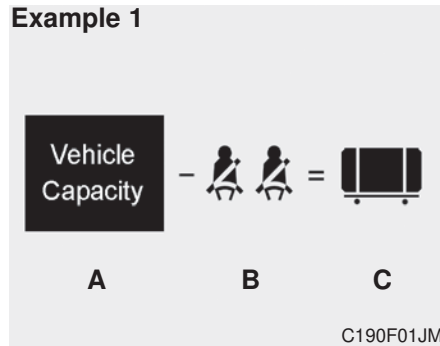 Example 1
Vehicle
Capacity
- =
A B C
C190F01JM